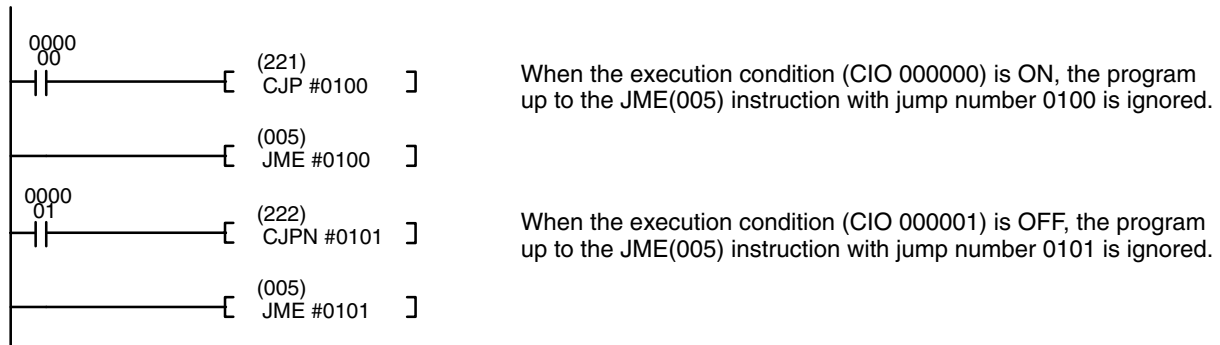 0000
00
(221)
CJP #0100
When the execution condition (CIO 000000) is ON, the program
up to the JME(005) instruction with jump number 0100 is ignored.
(005)
JME #0100
0000
01
(222)
CJPN #0101
When the execution condition (CIO 000001) is OFF, the program
up to the JME(005) instruction with jump number 0101 is ignored.
(005)
JME #0101